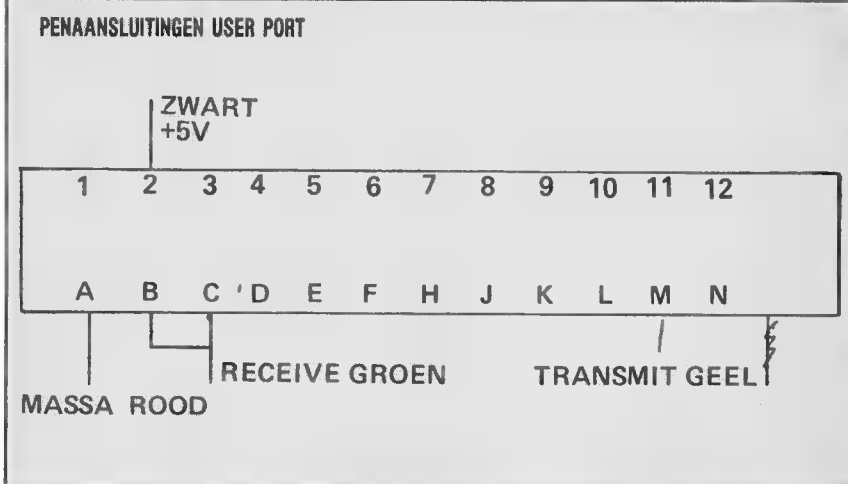 PENAANSLUITINGEN USER PORT
ZWART
+5V
1 2 3 4 5 6 7 8 9 10 11 12
A B C 'D E F H J K L M N
RECEIVE GROEN TRANSMIT GEEL
MASSA ROOD